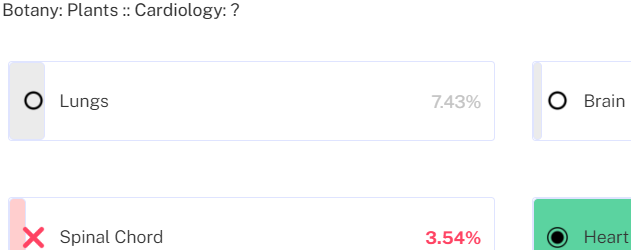 Botany: Plants :: Cardiology: ?
Lungs 7.43%
Brain
Spinal Chord 3.54%
Heart